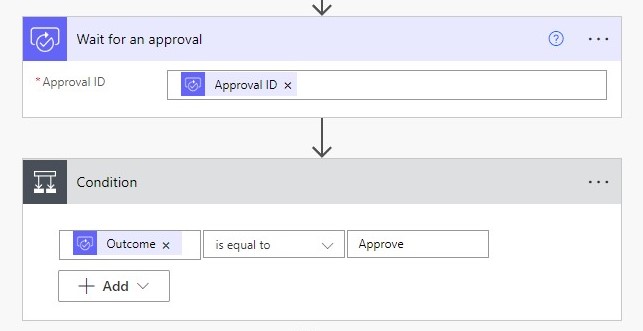 Wait for an approval
* Approval ID
Approval ID ×
Condition
Outcome × is equal to Approve
+ Add